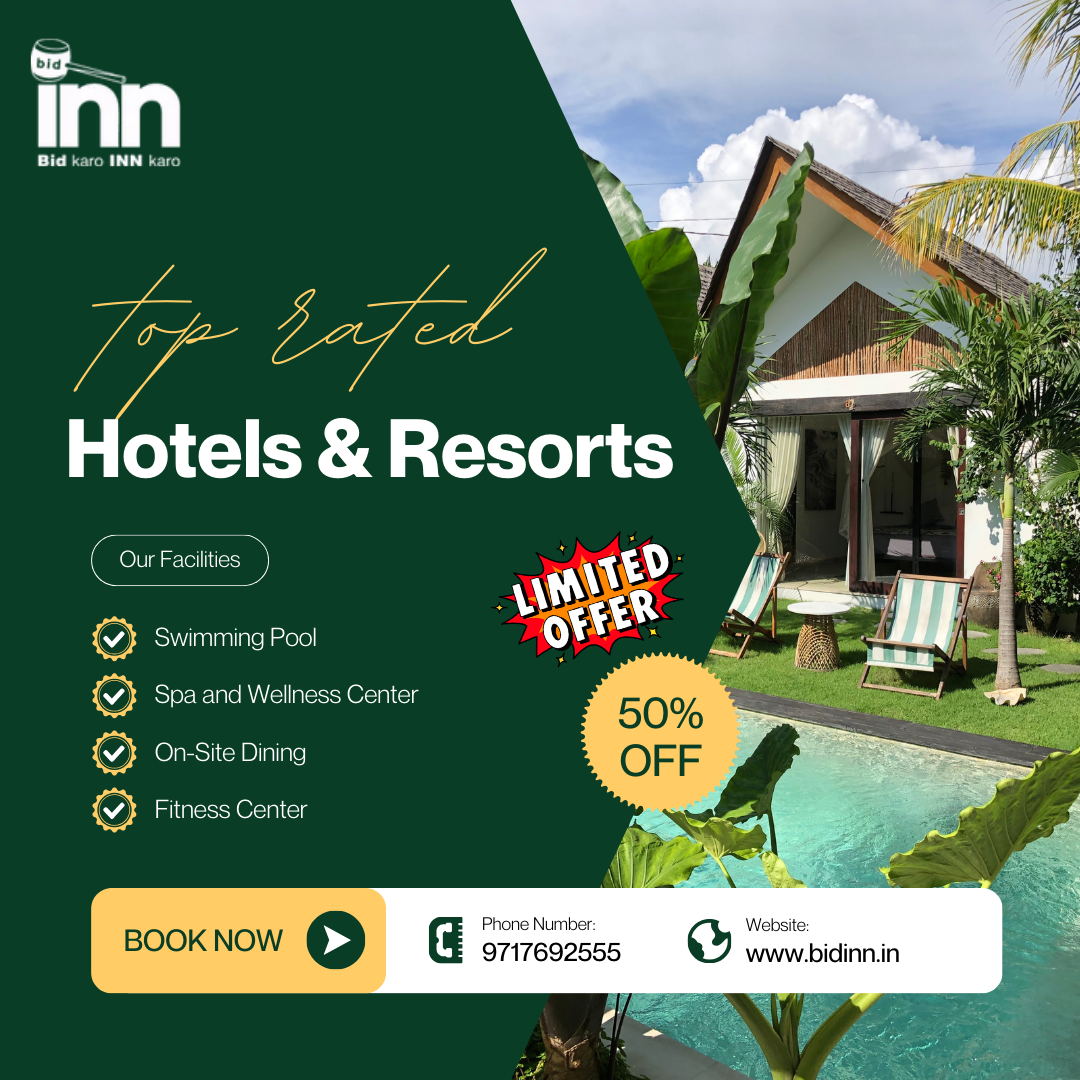 bid
inn
Bid karo INN karo
top rated
Hotels & Resorts
Our Facilities
Swimming Pool
Spa and Wellness Center
On-Site Dining
Fitness Center
LIMITED
OFFER
50%
OFF
BOOK NOW
Phone Number:
9717692555
Website:
www.bidinn.in